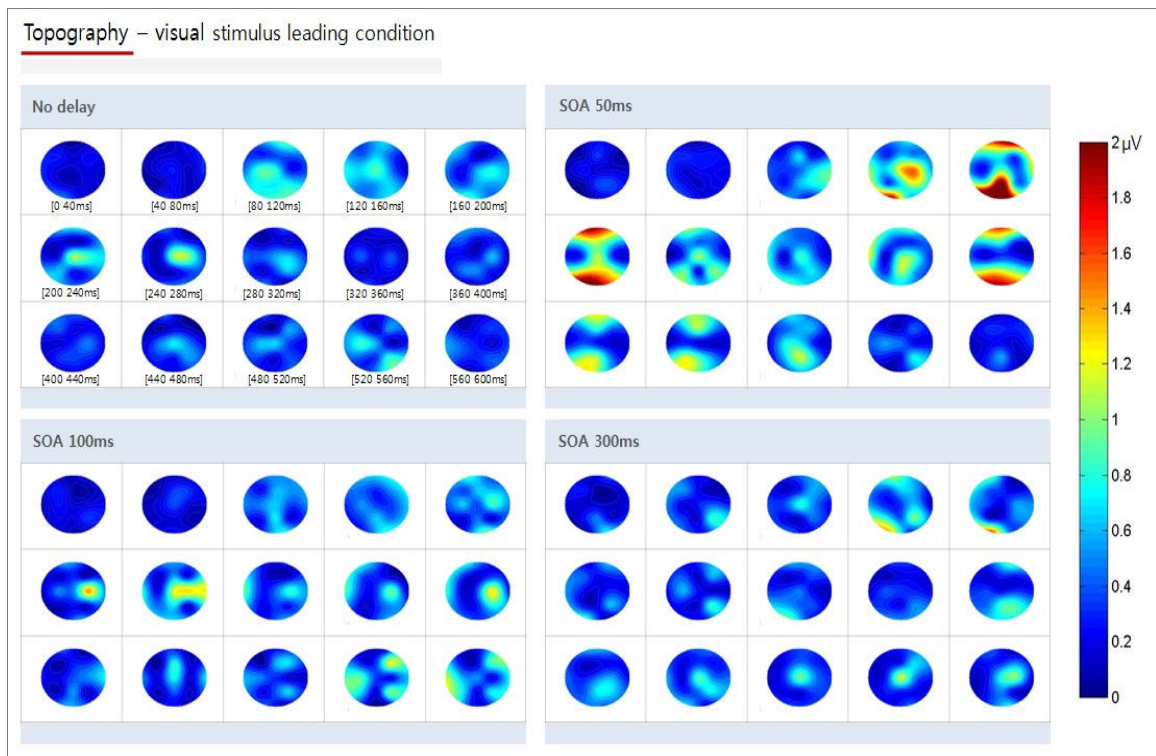 Topography – visual stimulus leading condition
No delay
[0 40ms] [40 80ms] [80 120ms] [120 160ms] [160 200ms]
[200 240ms] [240 280ms] [280 320ms] [320 360ms] [360 400ms]
[400 440ms] [440 480ms] [480 520ms] [520 560ms] [560 600ms]
SOA 50ms
SOA 100ms
SOA 300ms
2 μV
1.8
1.6
1.4
1.2
1
0.8
0.6
0.4
0.2
0